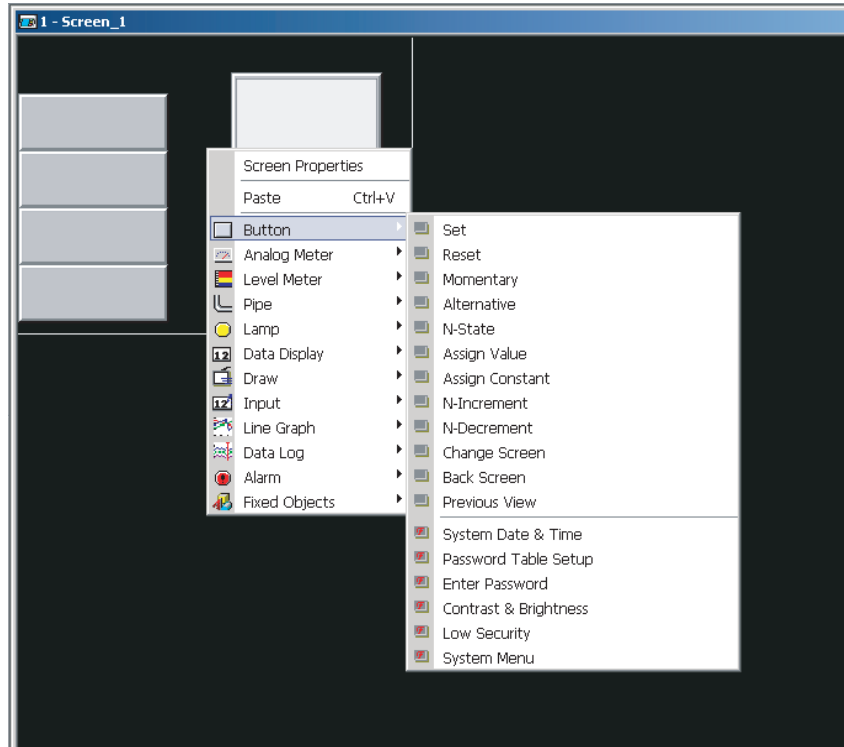 1 - Screen_1
Screen Properties
Paste Ctrl+V
Button
Analog Meter
Level Meter
Pipe
Lamp
Data Display
Draw
Input
Line Graph
Data Log
Alarm
Fixed Objects
Set
Reset
Momentary
Alternative
N-State
Assign Value
Assign Constant
N-Increment
N-Decrement
Change Screen
Back Screen
Previous View
System Date & Time
Password Table Setup
Enter Password
Contrast & Brightness
Low Security
System Menu